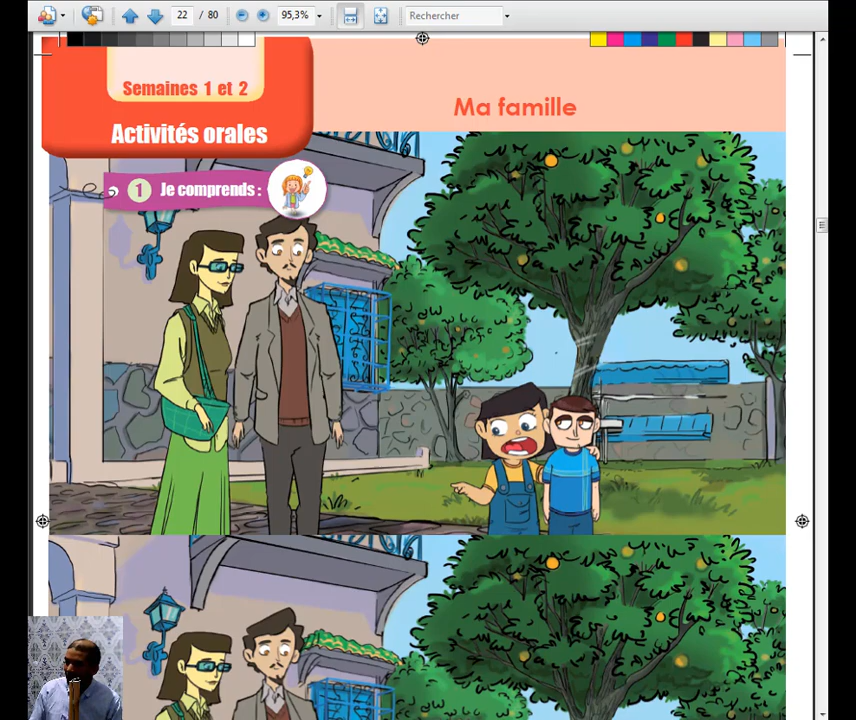 22 / 80
95,3%
Rechercher
Semaines 1 et 2
Activités orales
Ma famille
1 Je comprends :